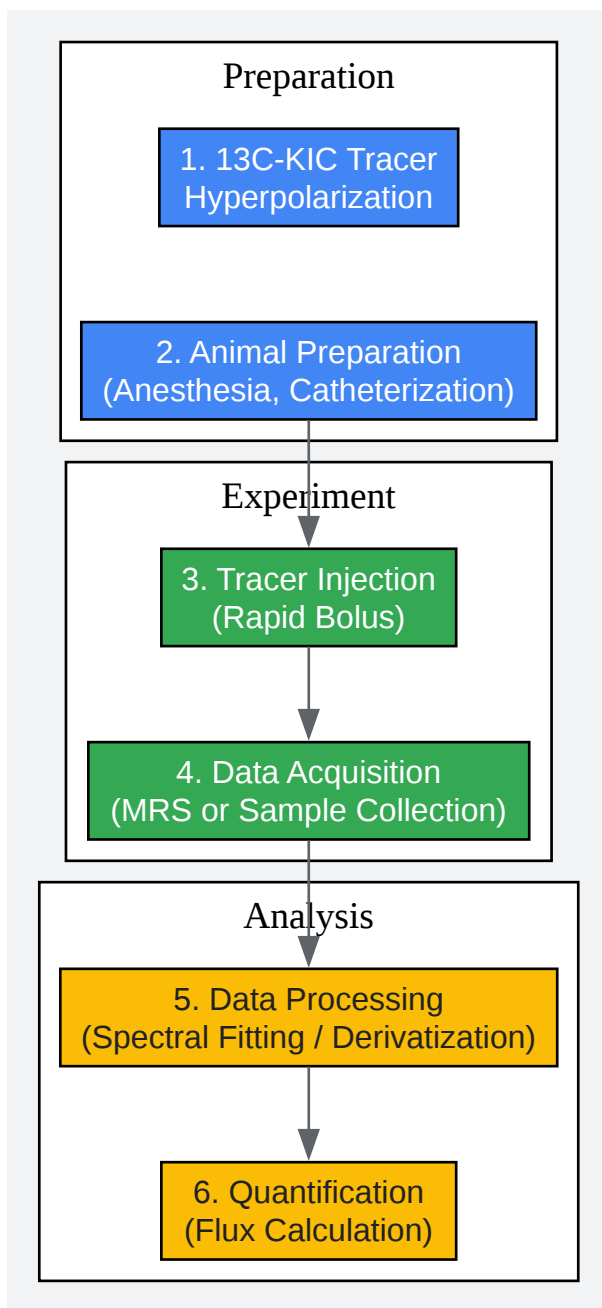 Preparation
1. 13C-KIC Tracer
Hyperpolarization
2. Animal Preparation
(Anesthesia, Catheterization)
Experiment
3. Tracer Injection
(Rapid Bolus)
4. Data Acquisition
(MRS or Sample Collection)
Analysis
5. Data Processing
(Spectral Fitting / Derivatization)
6. Quantification
(Flux Calculation)